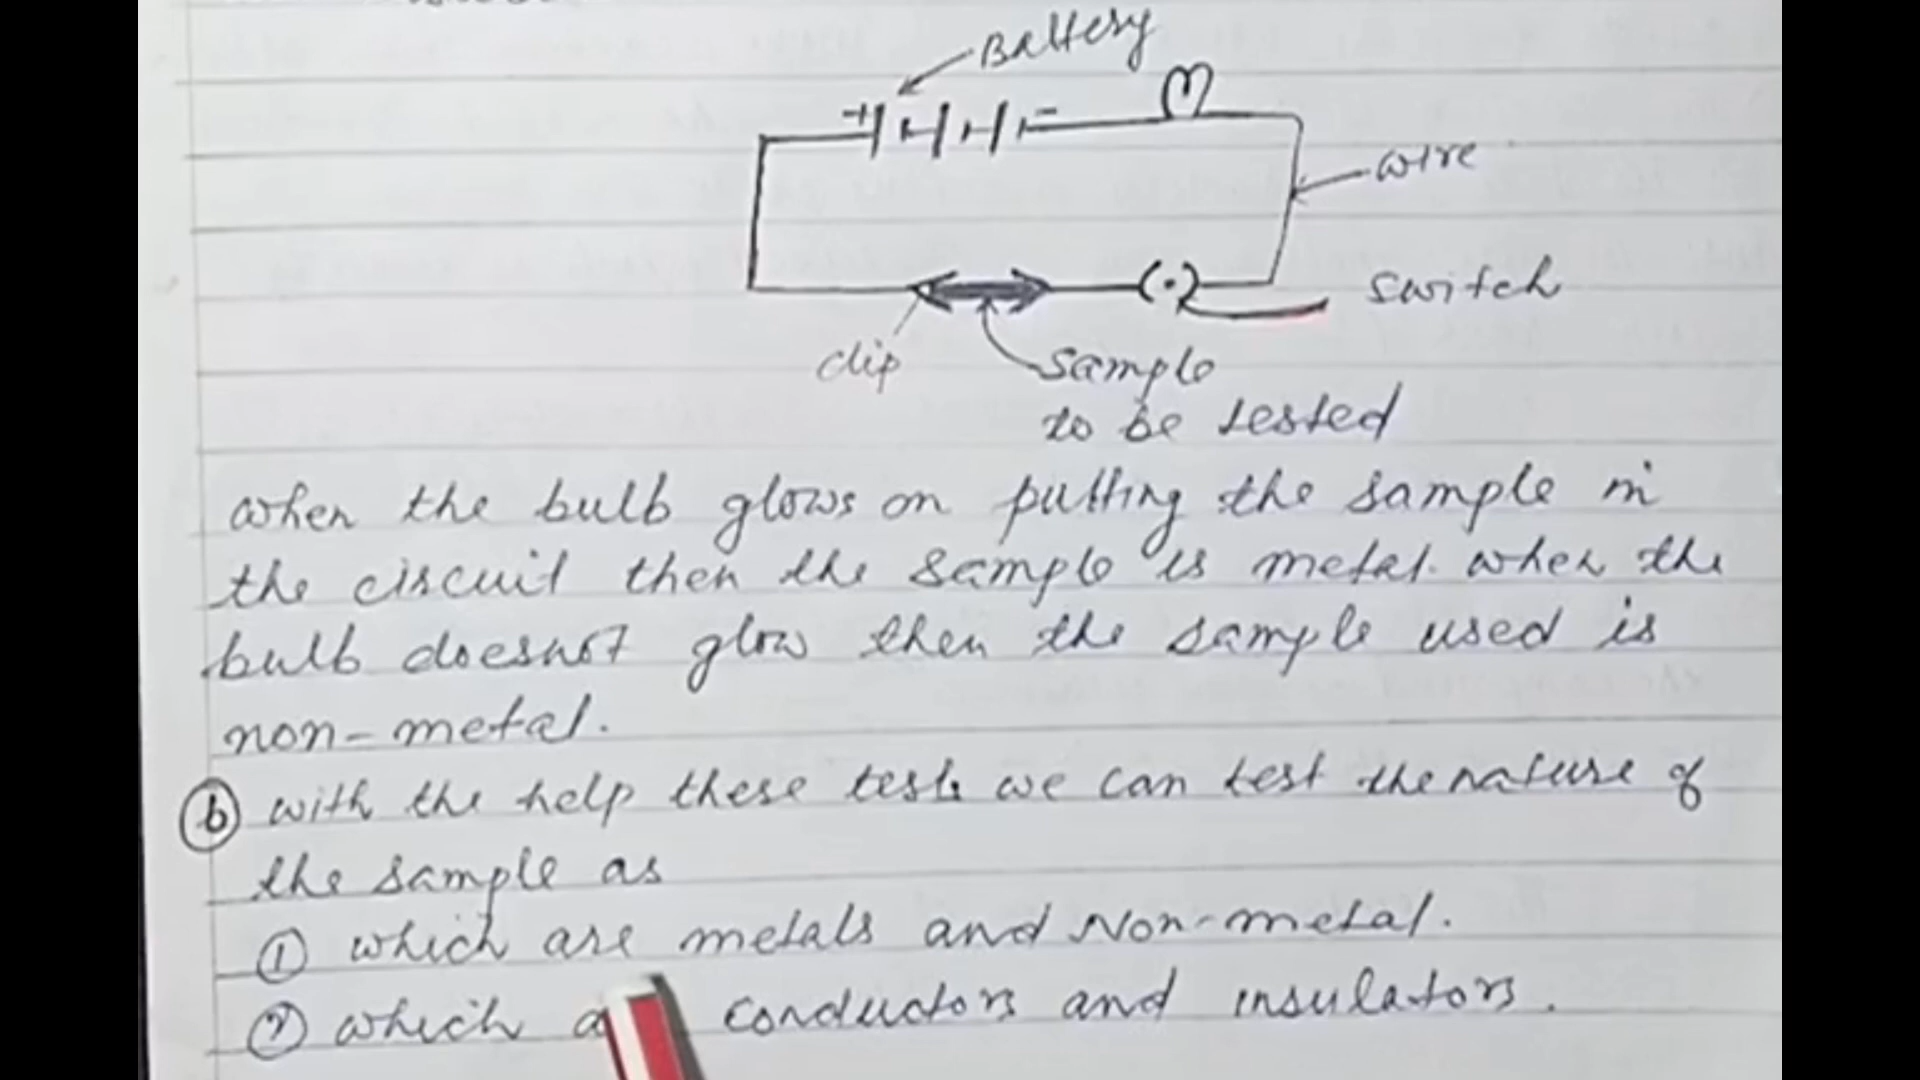 Battery
+ -
wire
switch
clip
sample
to be tested
when the bulb glows on putting the sample in
the circuit then the sample is metal. when the
bulb doesnot glow then the sample used is
non-metal.
(b) with the help these test. we can test the nature of
the sample as
(1) which are metals and Non-metal.
(2) which a conductors and insulators.